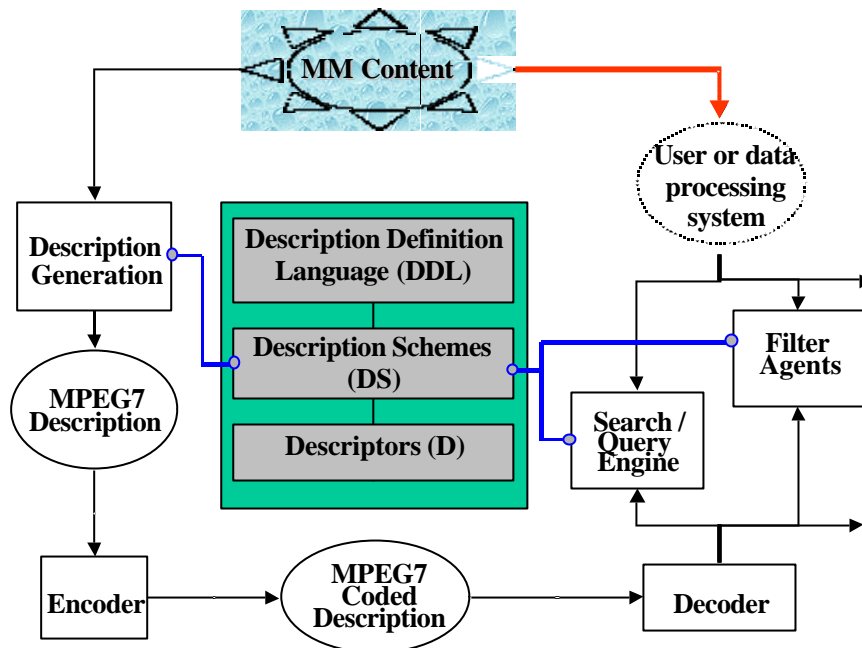 MM Content
User or data
processing
system
Description
Generation
Description Definition
Language (DDL)
Description Schemes
(DS)
Descriptors (D)
Filter
Agents
MPEG7
Description
Search /
Query
Engine
Encoder
MPEG7
Coded
Description
Decoder